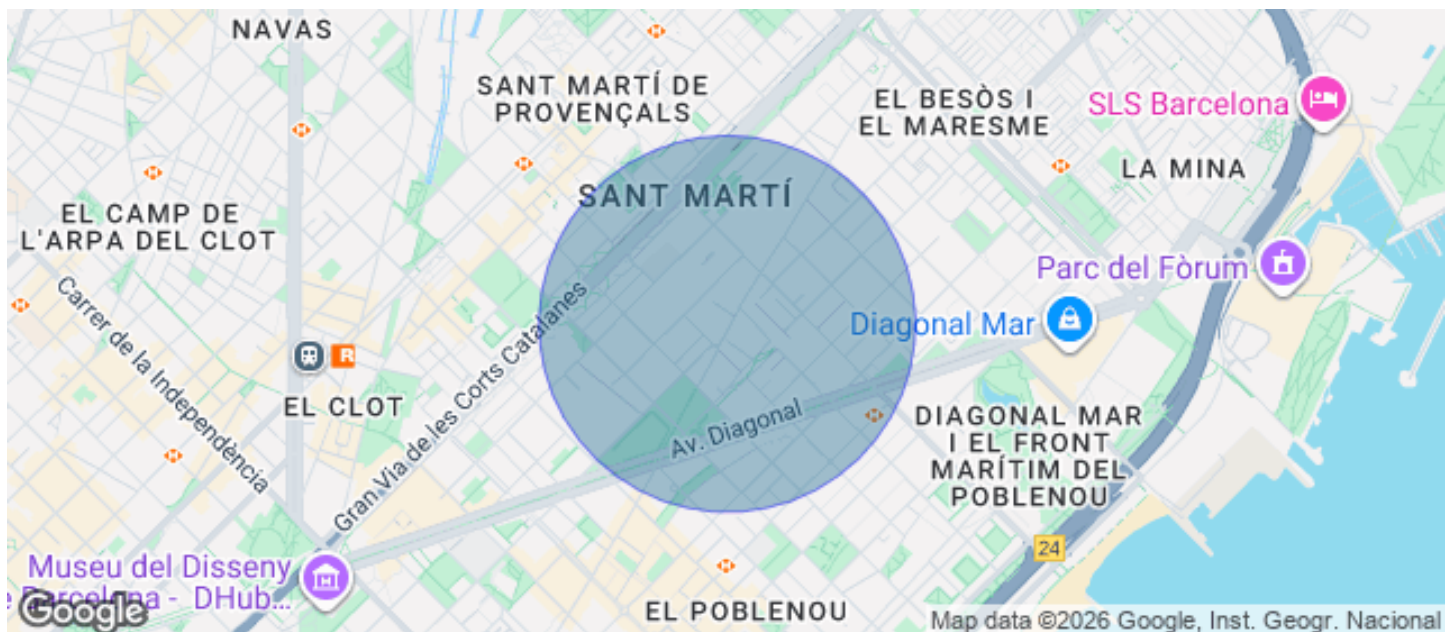 NAVAS
SANT MARTÍ DE
PROVENÇALS
EL BESÒS I
EL MARESME
SLS Barcelona
LA MINA
SANT MARTÍ
EL CAMP DE
L'ARPA DEL CLOT
Parc del Fòrum
Carrer de la Independència
Gran Via de les Corts Catalanes
Diagonal Mar
R
EL CLOT
Av. Diagonal
DIAGONAL MAR
I EL FRONT
MARÍTIM DEL
POBLENOU
24
Museu del Disseny
Barcelona - DHub...
Google
EL POBLENOU
Map data ©2026 Google, Inst. Geogr. Nacional